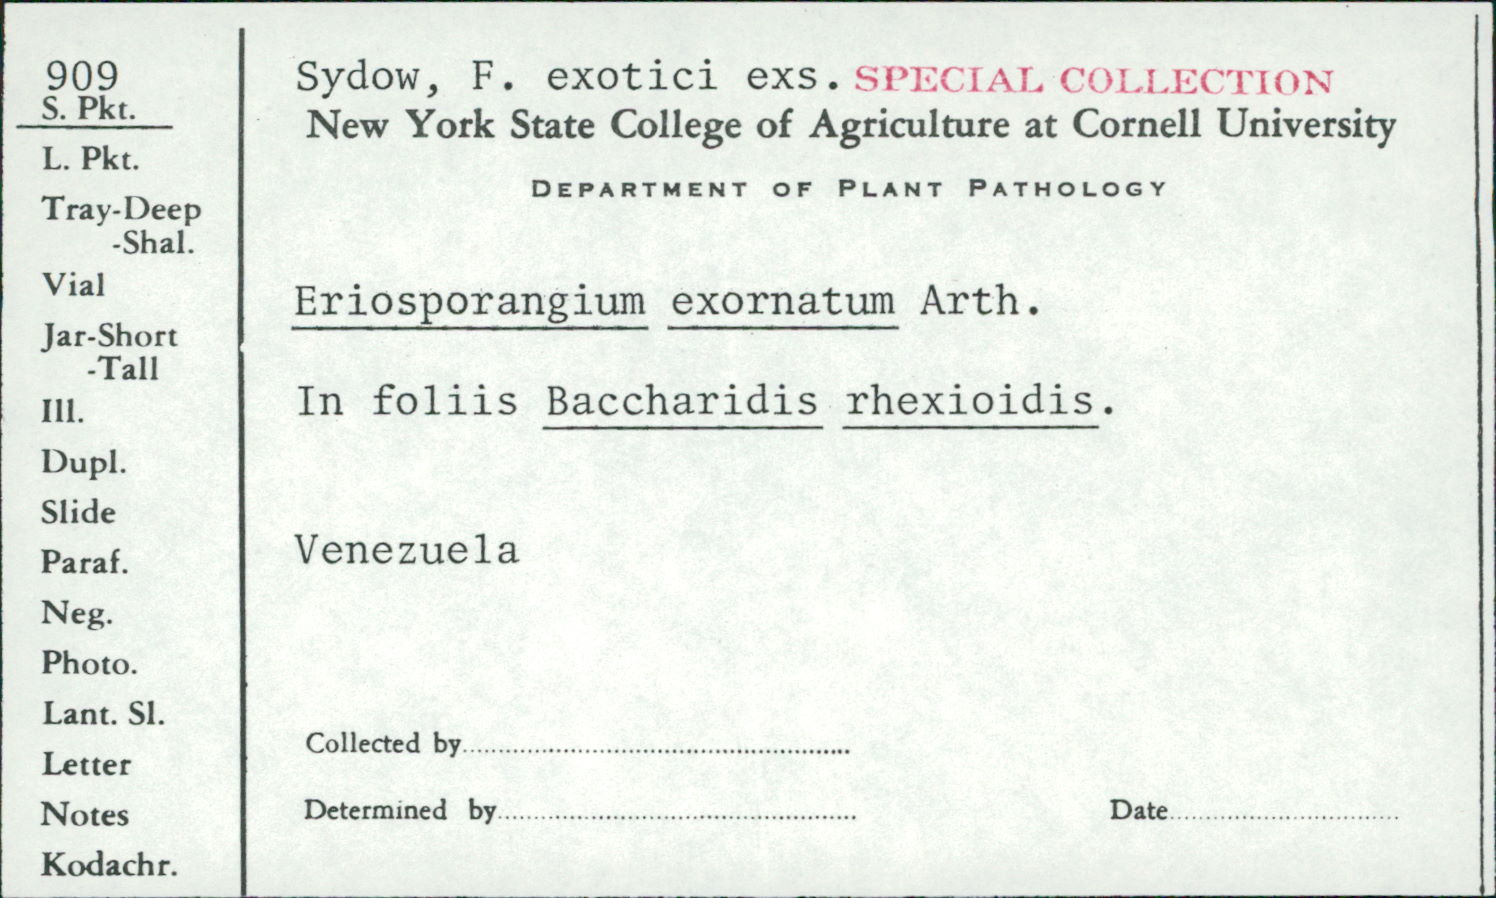 909
S. Pkt.
L. Pkt.
Tray-Deep
-Shal.
Vial
Jar-Short
-Tall
Ill.
Dupl.
Slide
Paraf.
Neg.
Photo.
Lant. Sl.
Letter
Notes
Kodachr.
Sydow, F. exotici exs. SPECIAL COLLECTION
New York State College of Agriculture at Cornell University
DEPARTMENT OF PLANT PATHOLOGY
Eriosporangium exornatum Arth.
In foliis Baccharidis rhexioidis.
Venezuela
Collected by
Determined by
Date